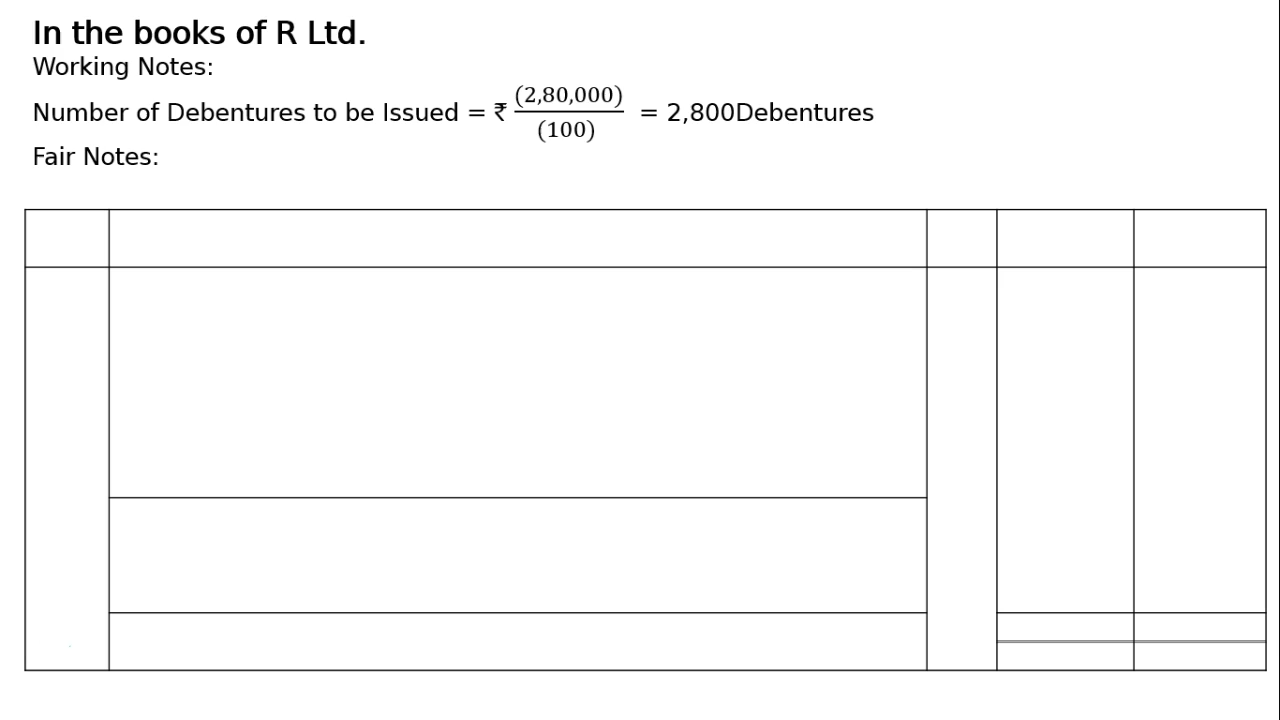 In the books of R Ltd.
Working Notes:
Number of Debentures to be Issued = ₹ (2,80,000) / (100) = 2,800Debentures
Fair Notes: